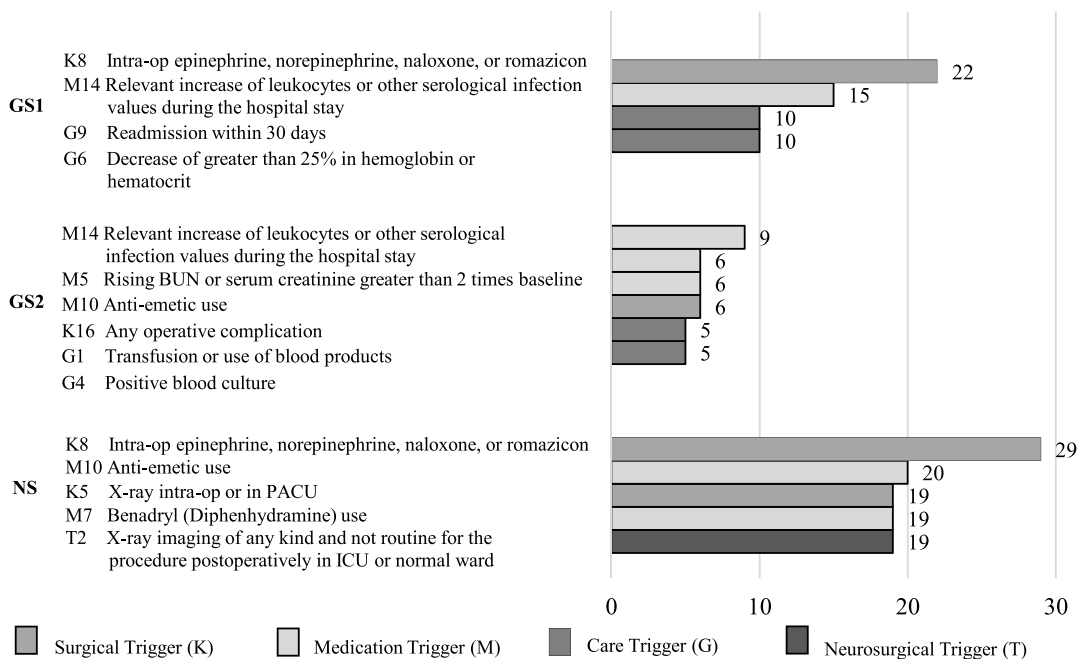 K8 Intra-op epinephrine, norepinephrine, naloxone, or romazicon
22
M14 Relevant increase of leukocytes or other serological infection
values during the hospital stay
15
GS1
10
G9 Readmission within 30 days
10
G6 Decrease of greater than 25% in hemoglobin or
hematocrit
M14 Relevant increase of leukocytes or other serological
infection values during the hospital stay
9
6
M5 Rising BUN or serum creatinine greater than 2 times baseline
6
GS2
M10 Anti-emetic use
6
K16 Any operative complication
5
G1 Transfusion or use of blood products
5
G4 Positive blood culture
K8 Intra-op epinephrine, norepinephrine, naloxone, or romazicon
29
M10 Anti-emetic use
20
NS
K5 X-ray intra-op or in PACU
19
M7 Benadryl (Diphenhydramine) use
19
T2 X-ray imaging of any kind and not routine for the
procedure postoperatively in ICU or normal ward
19
0 10 20 30
Surgical Trigger (K) Medication Trigger (M) Care Trigger (G) Neurosurgical Trigger (T)